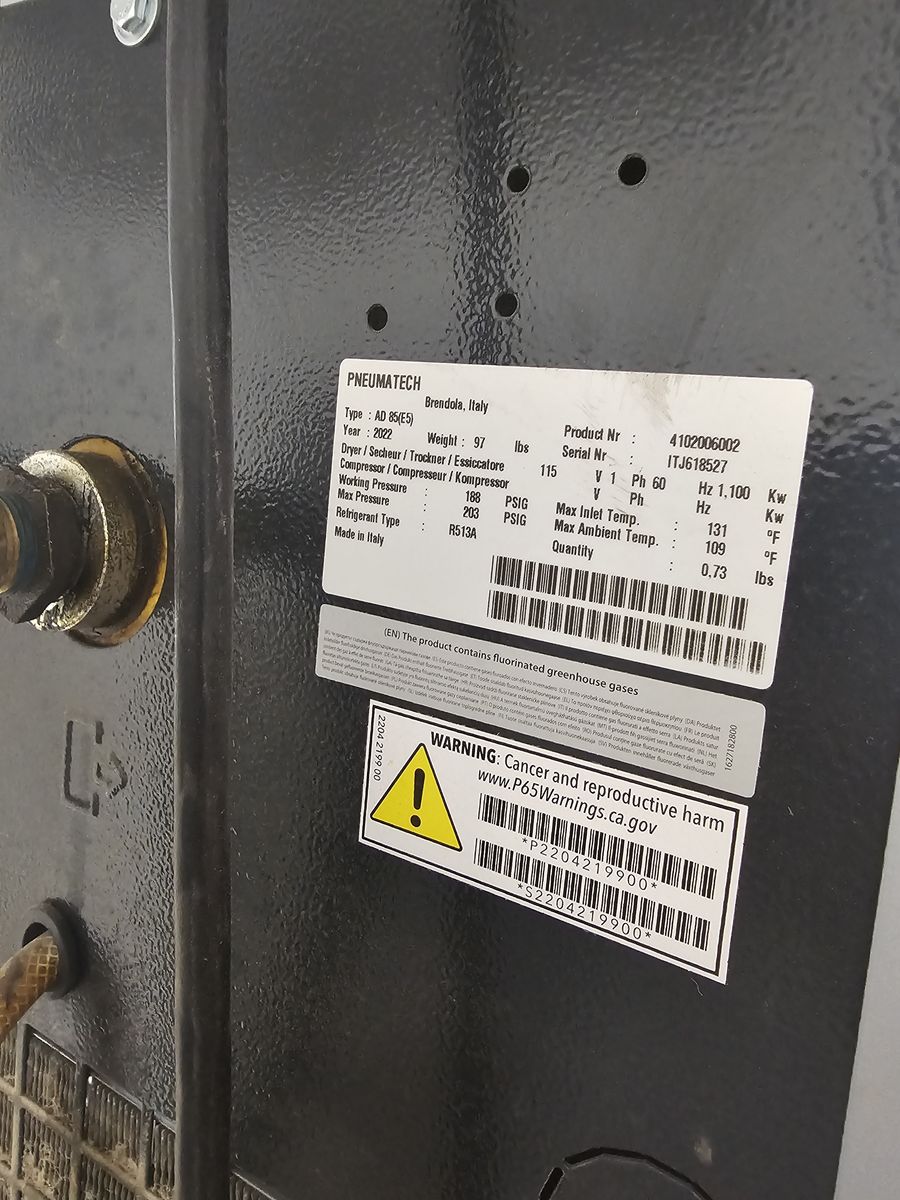 PNEUMATECH
Brendola, Italy
Type : AD 85(E5)
Product Nr : 4102006002
Year : 2022 Weight : 97 lbs
Serial Nr : ITJ618527
Dryer / Secheur / Trockner / Essiccatore 115 V 1 Ph 60 Hz 1,100 Kw
Compressor / Compresseur / Kompressor V Ph Hz Kw
Working Pressure : 188 PSIG
Max Inlet Temp. : 131 °F
Max Pressure : 203 PSIG
Max Ambient Temp. : 109 °F
Refrigerant Type : R513A
Quantity : 0,73 lbs
Made in Italy
(EN) The product contains fluorinated greenhouse gases
1627182800
2204 2199 00
WARNING: Cancer and reproductive harm
www.P65Warnings.ca.gov
*P2204219900*
*S2204219900*